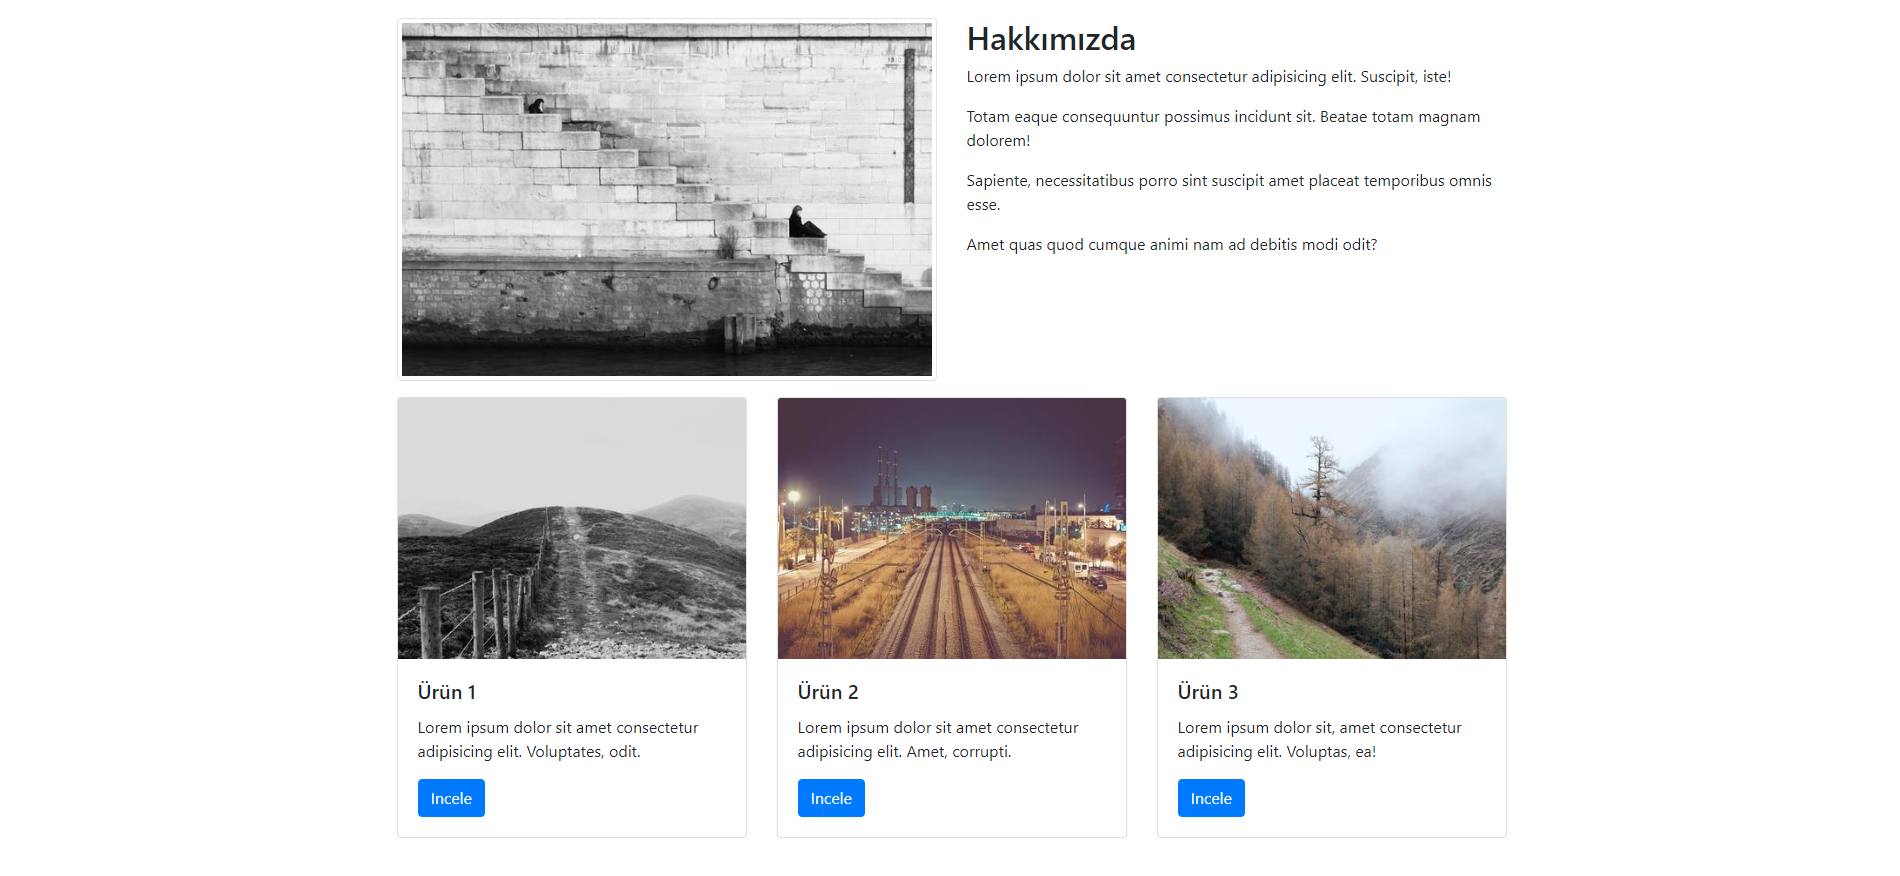 Hakkımızda
Lorem ipsum dolor sit amet consectetur adipisicing elit. Suscipit, iste!
Totam eaque consequuntur possimus incidunt sit. Beatae totam magnam
dolorem!
Sapiente, necessitatibus porro sint suscipit amet placeat temporibus omnis
esse.
Amet quas quod cumque animi nam ad debitis modi odit?
Ürün 1
Lorem ipsum dolor sit amet consectetur
adipisicing elit. Voluptates, odit.
Incele
Ürün 2
Lorem ipsum dolor sit amet consectetur
adipisicing elit. Amet, corrupti.
Incele
Ürün 3
Lorem ipsum dolor sit, amet consectetur
adipisicing elit. Voluptas, ea!
Incele